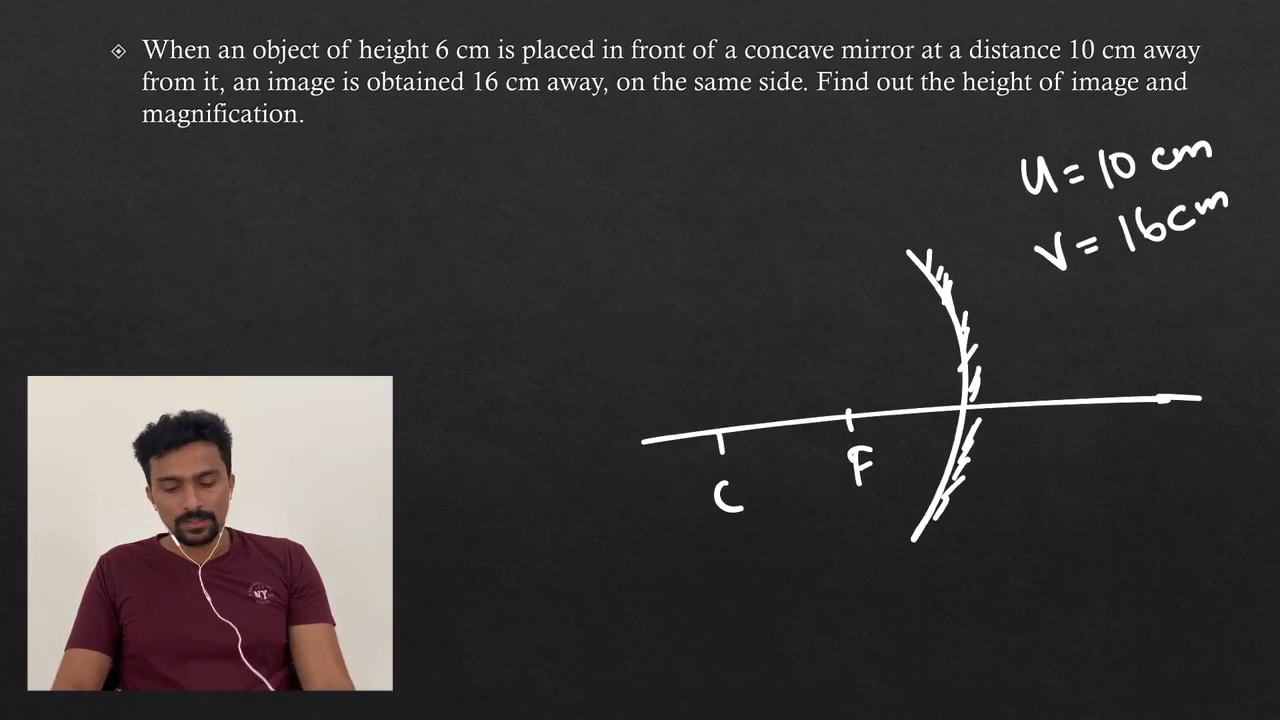 When an object of height 6 cm is placed in front of a concave mirror at a distance 10 cm away
from it, an image is obtained 16 cm away, on the same side. Find out the height of image and
magnification.
u = 10 cm
v = 16 cm
C
F
NY